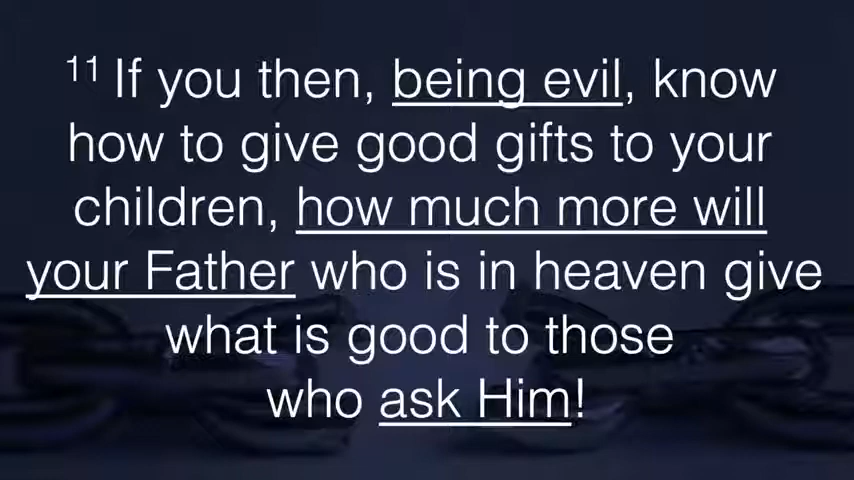 11 If you then, being evil, know
how to give good gifts to your
children, how much more will
your Father who is in heaven give
what is good to those
who ask Him!